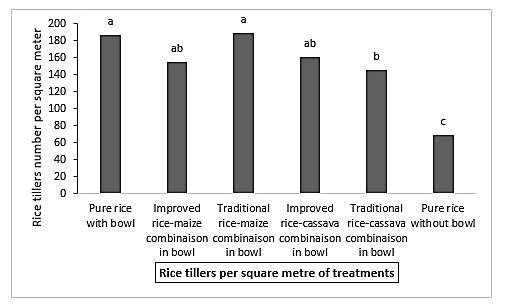 Rice tillers number per square meter
200
180
160
140
120
100
80
60
40
20
0
a
ab
a
ab
b
c
Pure rice
with bowl
Improved
rice-maize
combinaison
in bowl
Traditional
rice-maize
combinaison
in bowl
Improved
rice-cassava
combinaison
in bowl
Traditional
rice-cassava
combinaison
in bowl
Pure rice
without bowl
Rice tillers per square metre of treatments